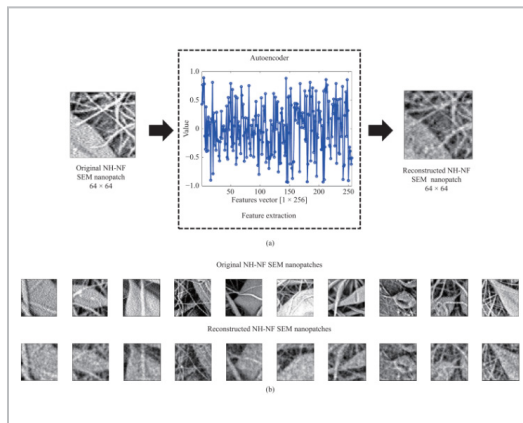 Autoencoder
1.0
0.5
0
−0.5
−1.0
Value
50
100
150
200
250
Features vector [1 × 256]
Feature extraction
Original NH-NF
SEM nanopatch
64 × 64
Reconstructed NH-NF
SEM nanopatch
64 × 64
(a)
Original NH-NF SEM nanopatches
Reconstructed NH-NF SEM nanopatches
(b)